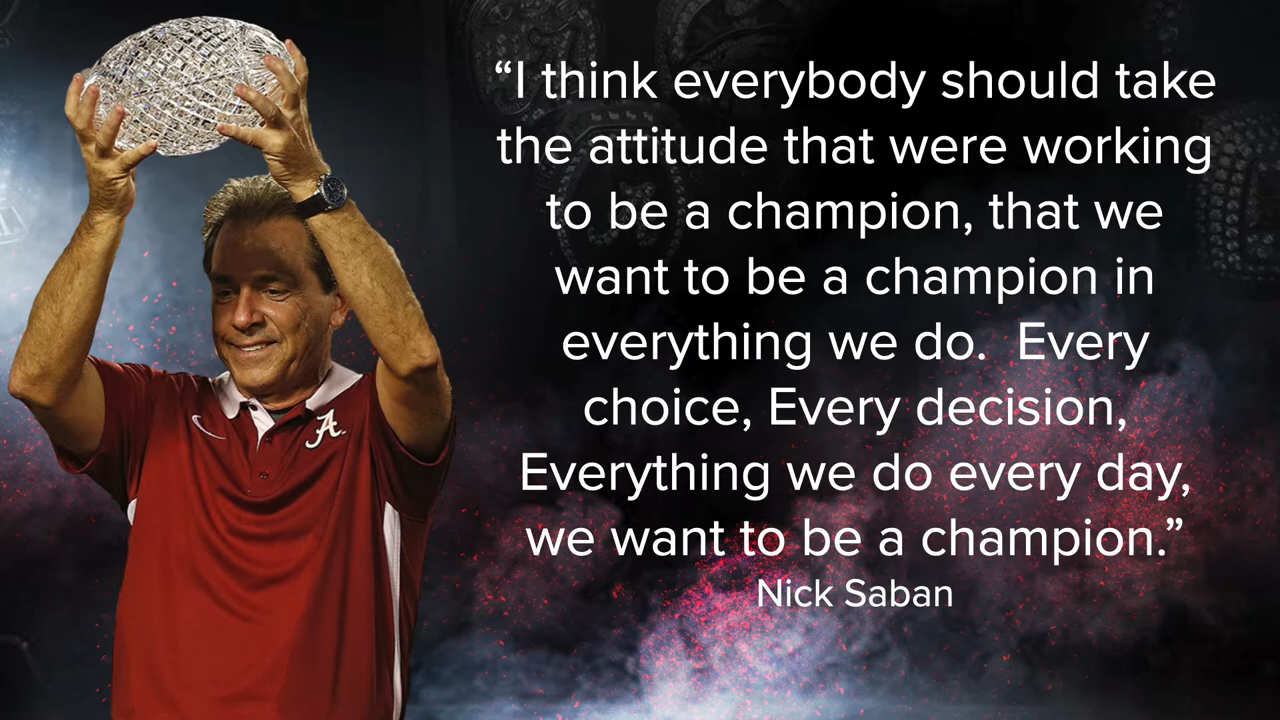 “I think everybody should take
the attitude that were working
to be a champion, that we
want to be a champion in
everything we do.  Every
choice, Every decision,
Everything we do every day,
we want to be a champion.”
Nick Saban
A